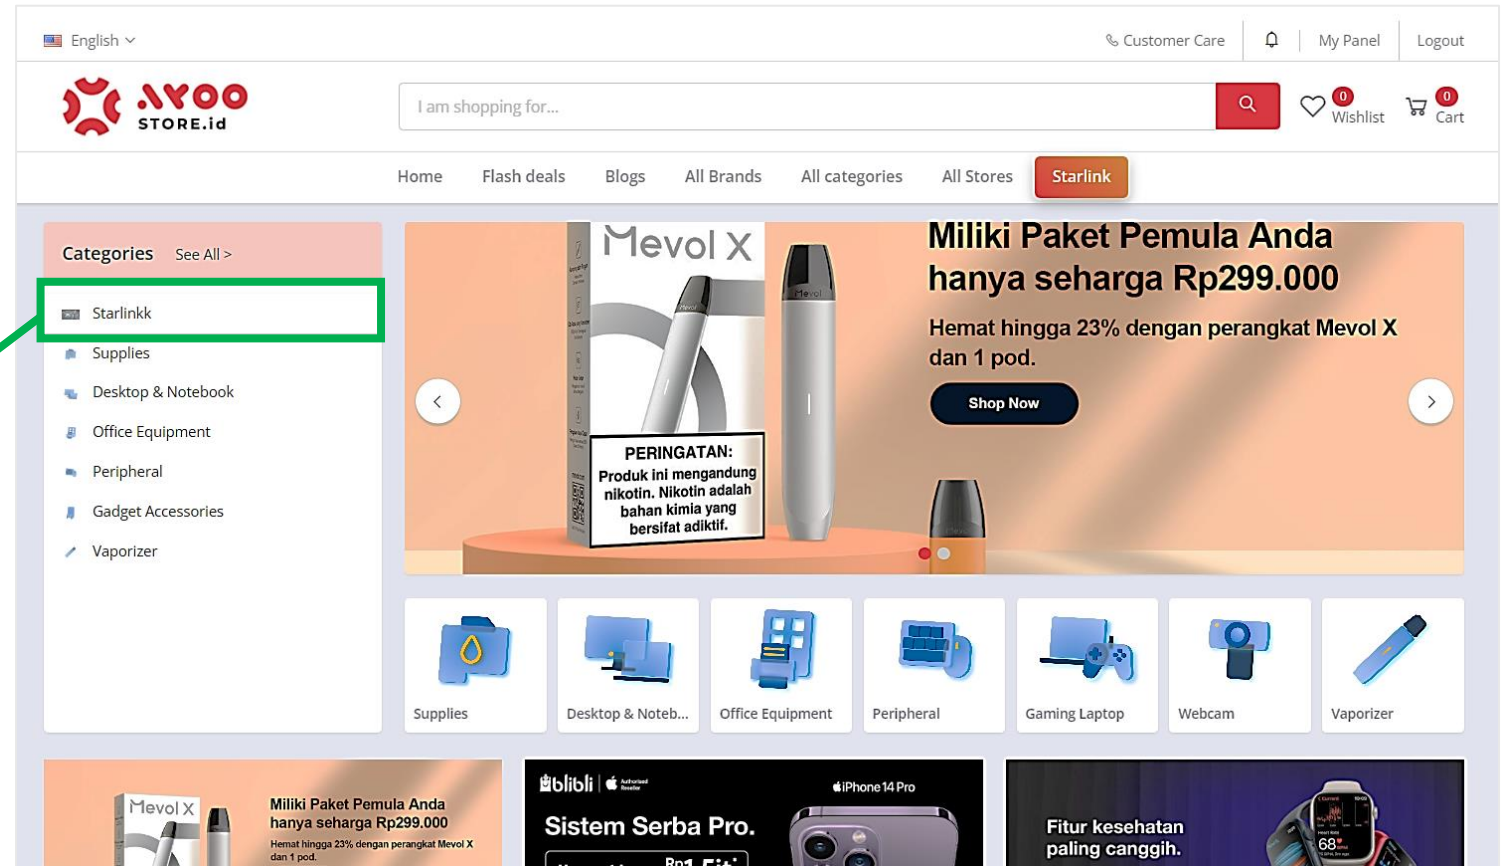 English
Customer Care
My Panel
Logout
AYOO
STORE.id
I am shopping for...
0
Wishlist
0
Cart
Home
Flash deals
Blogs
All Brands
All categories
All Stores
Starlink
Categories
See All >
Starlinkk
Supplies
Desktop & Notebook
Office Equipment
Peripheral
Gadget Accessories
Vaporizer
Mevol X
Mevol
Mevol
PERINGATAN:
Produk ini mengandung
nikotin. Nikotin adalah
bahan kimia yang
bersifat adiktif.
Miliki Paket Pemula Anda
hanya seharga Rp299.000
Hemat hingga 23% dengan perangkat Mevol X
dan 1 pod.
Shop Now
Supplies
Desktop & Noteb...
Office Equipment
Peripheral
Gaming Laptop
Webcam
Vaporizer
Mevol X
Miliki Paket Pemula Anda
hanya seharga Rp299.000
Hemat hingga 23% dengan perangkat Mevol X
dan 1 pod.
blibli
Authorised
Reseller
iPhone 14 Pro
Sistem Serba Pro.
Fitur kesehatan
paling canggih.
68